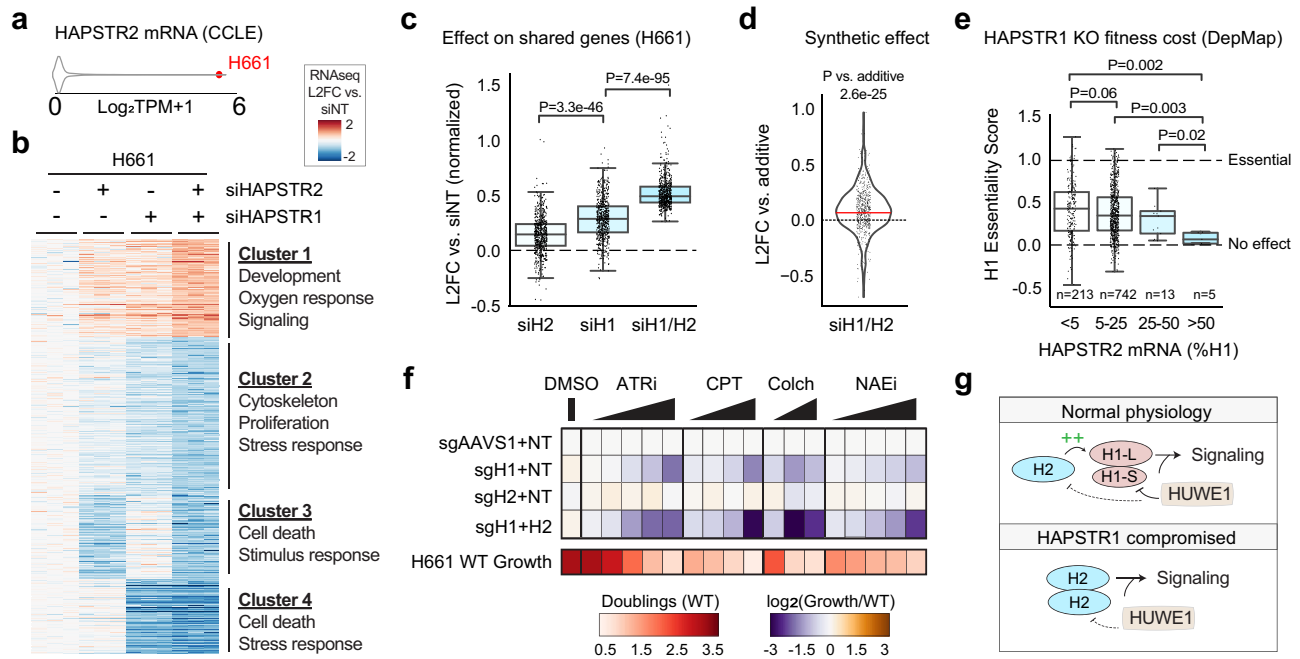 a
HAPSTR2 mRNA (CCLE)
H661
0
Log₂TPM+1
6
RNAseq
L2FC vs.
siNT
2
-2
b
H661
- + - + siHAPSTR2
- - + + siHAPSTR1
Cluster 1
Development
Oxygen response
Signaling
Cluster 2
Cytoskeleton
Proliferation
Stress response
Cluster 3
Cell death
Stimulus response
Cluster 4
Cell death
Stress response
c
Effect on shared genes (H661)
P=7.4e-95
P=3.3e-46
L2FC vs. siNT (normalized)
1.5
1.0
0.5
0.0
-0.5
siH2 siH1 siH1/H2
d
Synthetic effect
P vs. additive
2.6e-25
L2FC vs. additive
1.0
0.5
0.0
−0.5
siH1/H2
e
HAPSTR1 KO fitness cost (DepMap)
P=0.002
P=0.06
P=0.003
P=0.02
H1 Essentiality Score
1.5
1.0
0.5
0.0
0.5
Essential
No effect
n=213 n=742 n=13 n=5
<5 5-25 25-50 >50
HAPSTR2 mRNA (%H1)
f
DMSO ATRi CPT Colch NAEi
sgAAVS1+NT
sgH1+NT
sgH2+NT
sgH1+H2
H661 WT Growth
Doublings (WT)
0.5 1.5 2.5 3.5
log2(Growth/WT)
-3 -1.5 0 1.5 3
g
Normal physiology
++
H2
H1-L
H1-S
Signaling
HUWE1
HAPSTR1 compromised
H2
H2
Signaling
HUWE1